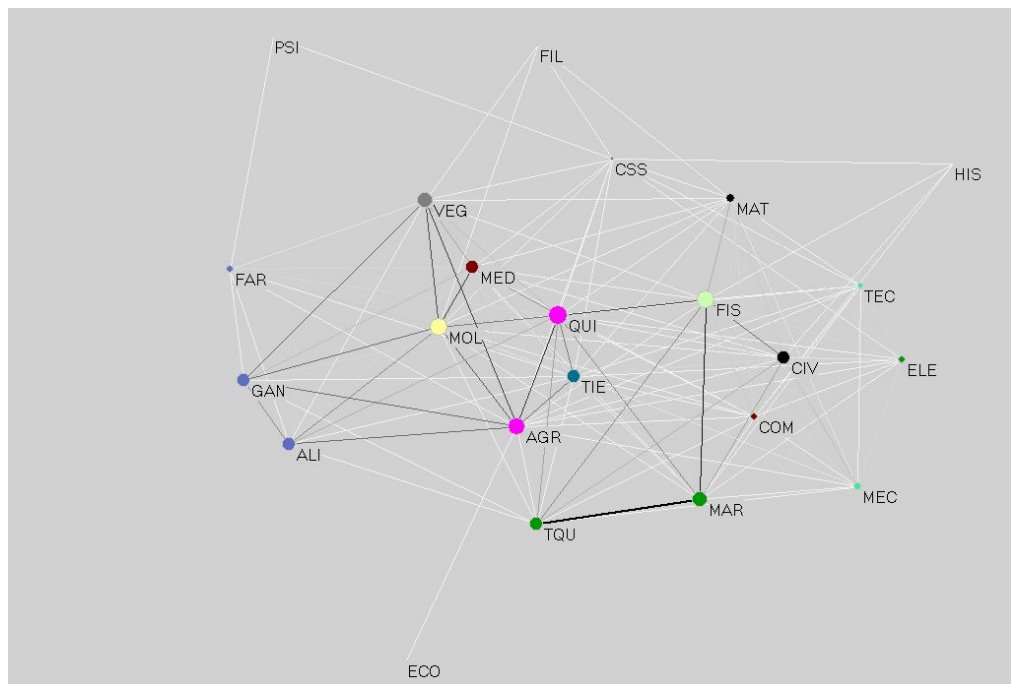 PSI
FIL
CSS
HIS
VEG
MAT
FAR
MED
TEC
FIS
QUI
MOL
CIV
ELE
GAN
TIE
COM
AGR
ALI
MEC
MAR
TQU
ECO